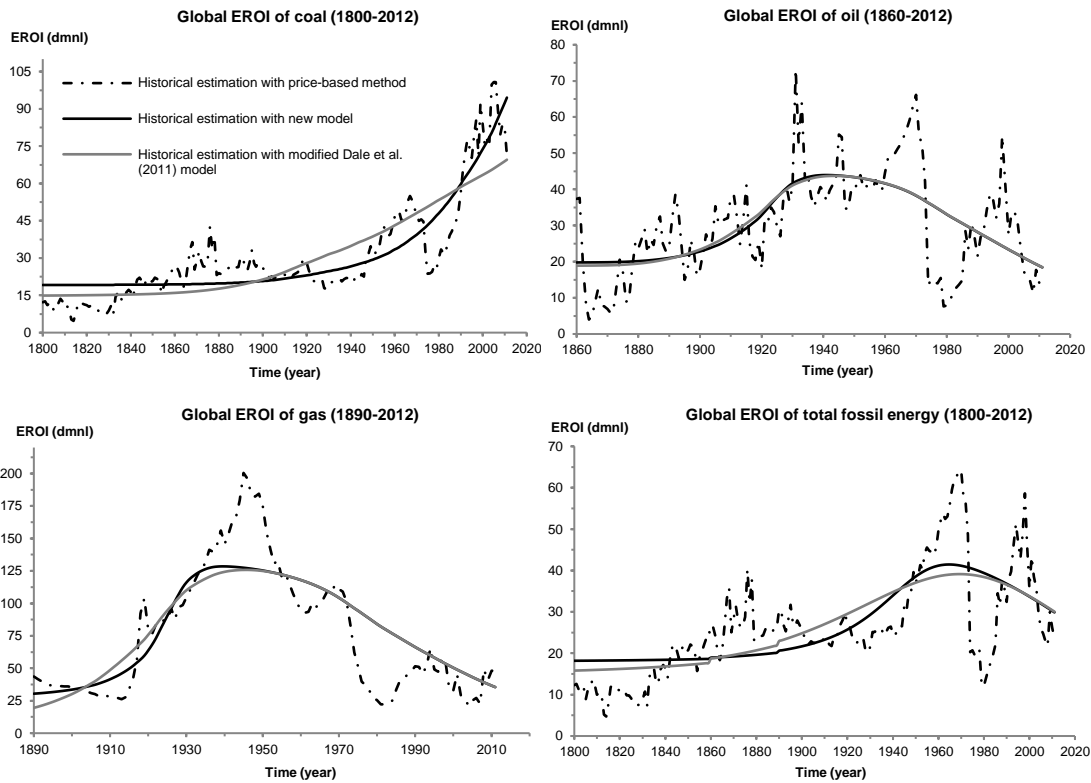 Global EROI of coal (1800-2012)
EROI (dmnl)
105
90
75
60
45
30
15
0
Historical estimation with price-based method
Historical estimation with new model
Historical estimation with modified Dale et al.
(2011) model
1800 1820 1840 1860 1880 1900 1920 1940 1960 1980 2000 2020
Time (year)
Global EROI of oil (1860-2012)
EROI (dmnl)
80
70
60
50
40
30
20
10
0
1860 1880 1900 1920 1940 1960 1980 2000 2020
Time (year)
Global EROI of gas (1890-2012)
EROI (dmnl)
200
175
150
125
100
75
50
25
0
1890 1910 1930 1950 1970 1990 2010
Time (year)
Global EROI of total fossil energy (1800-2012)
EROI (dmnl)
70
60
50
40
30
20
10
0
1800 1820 1840 1860 1880 1900 1920 1940 1960 1980 2000 2020
Time (year)